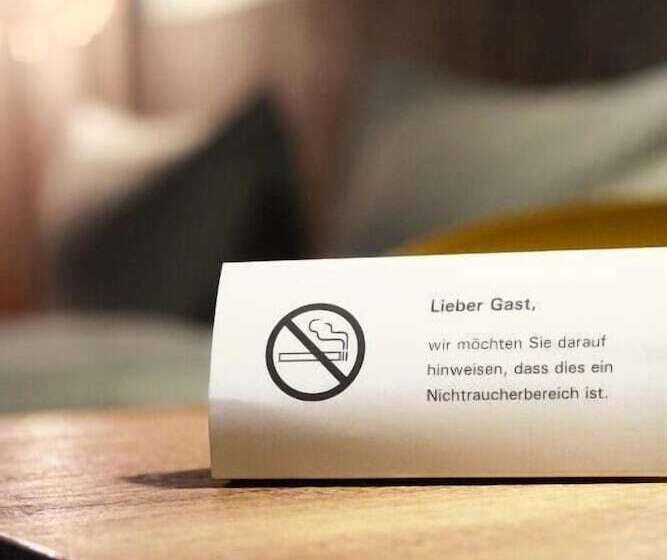 Lieber Gast,
wir möchten Sie darauf
hinweisen, dass dies ein
Nichtraucherbereich ist.